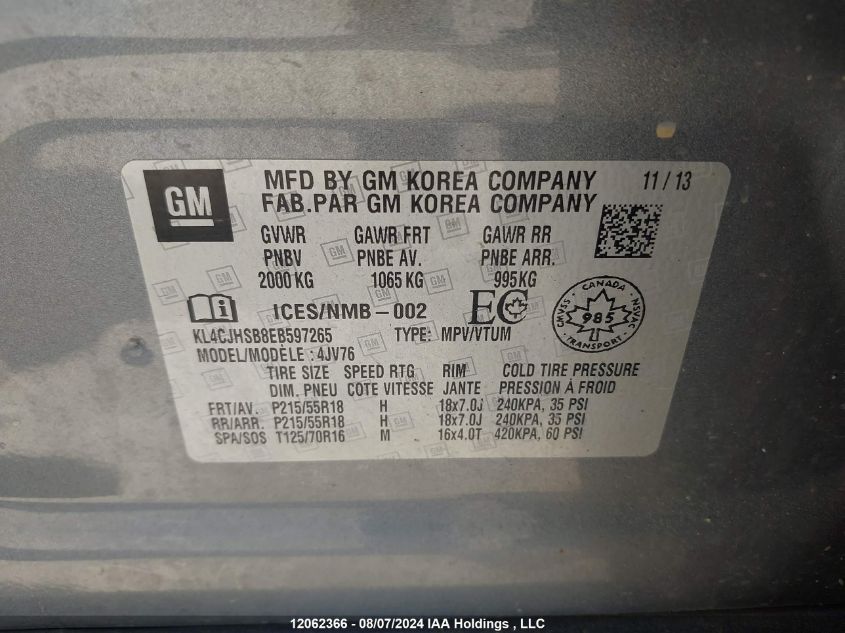 GM
MFD BY GM KOREA COMPANY 11 / 13
FAB.PAR GM KOREA COMPANY
GVWR GAWR FRT GAWR RR
PNBV PNBE AV. PNBE ARR.
2000 KG 1065 KG 995KG
ICES/NMB-002 EC
CANADA
CMVSS 985 NSVAC
KL4CJHSB8EB597265 TYPE: MPV/VTUM
MODEL/MODÈLE : 4JV76
TIRE SIZE SPEED RTG RIM COLD TIRE PRESSURE
DIM. PNEU COTE VITESSE JANTE PRESSION À FROID
FRT/AV. P215/55R18 H 18x7.0J 240KPA, 35 PSI
RR/ARR. P215/55R18 H 18x7.0J 240KPA, 35 PSI
SPA/SOS T125/70R16 M 16x4.0T 420KPA, 60 PSI
12062366 - 08/07/2024 IAA Holdings , LLC